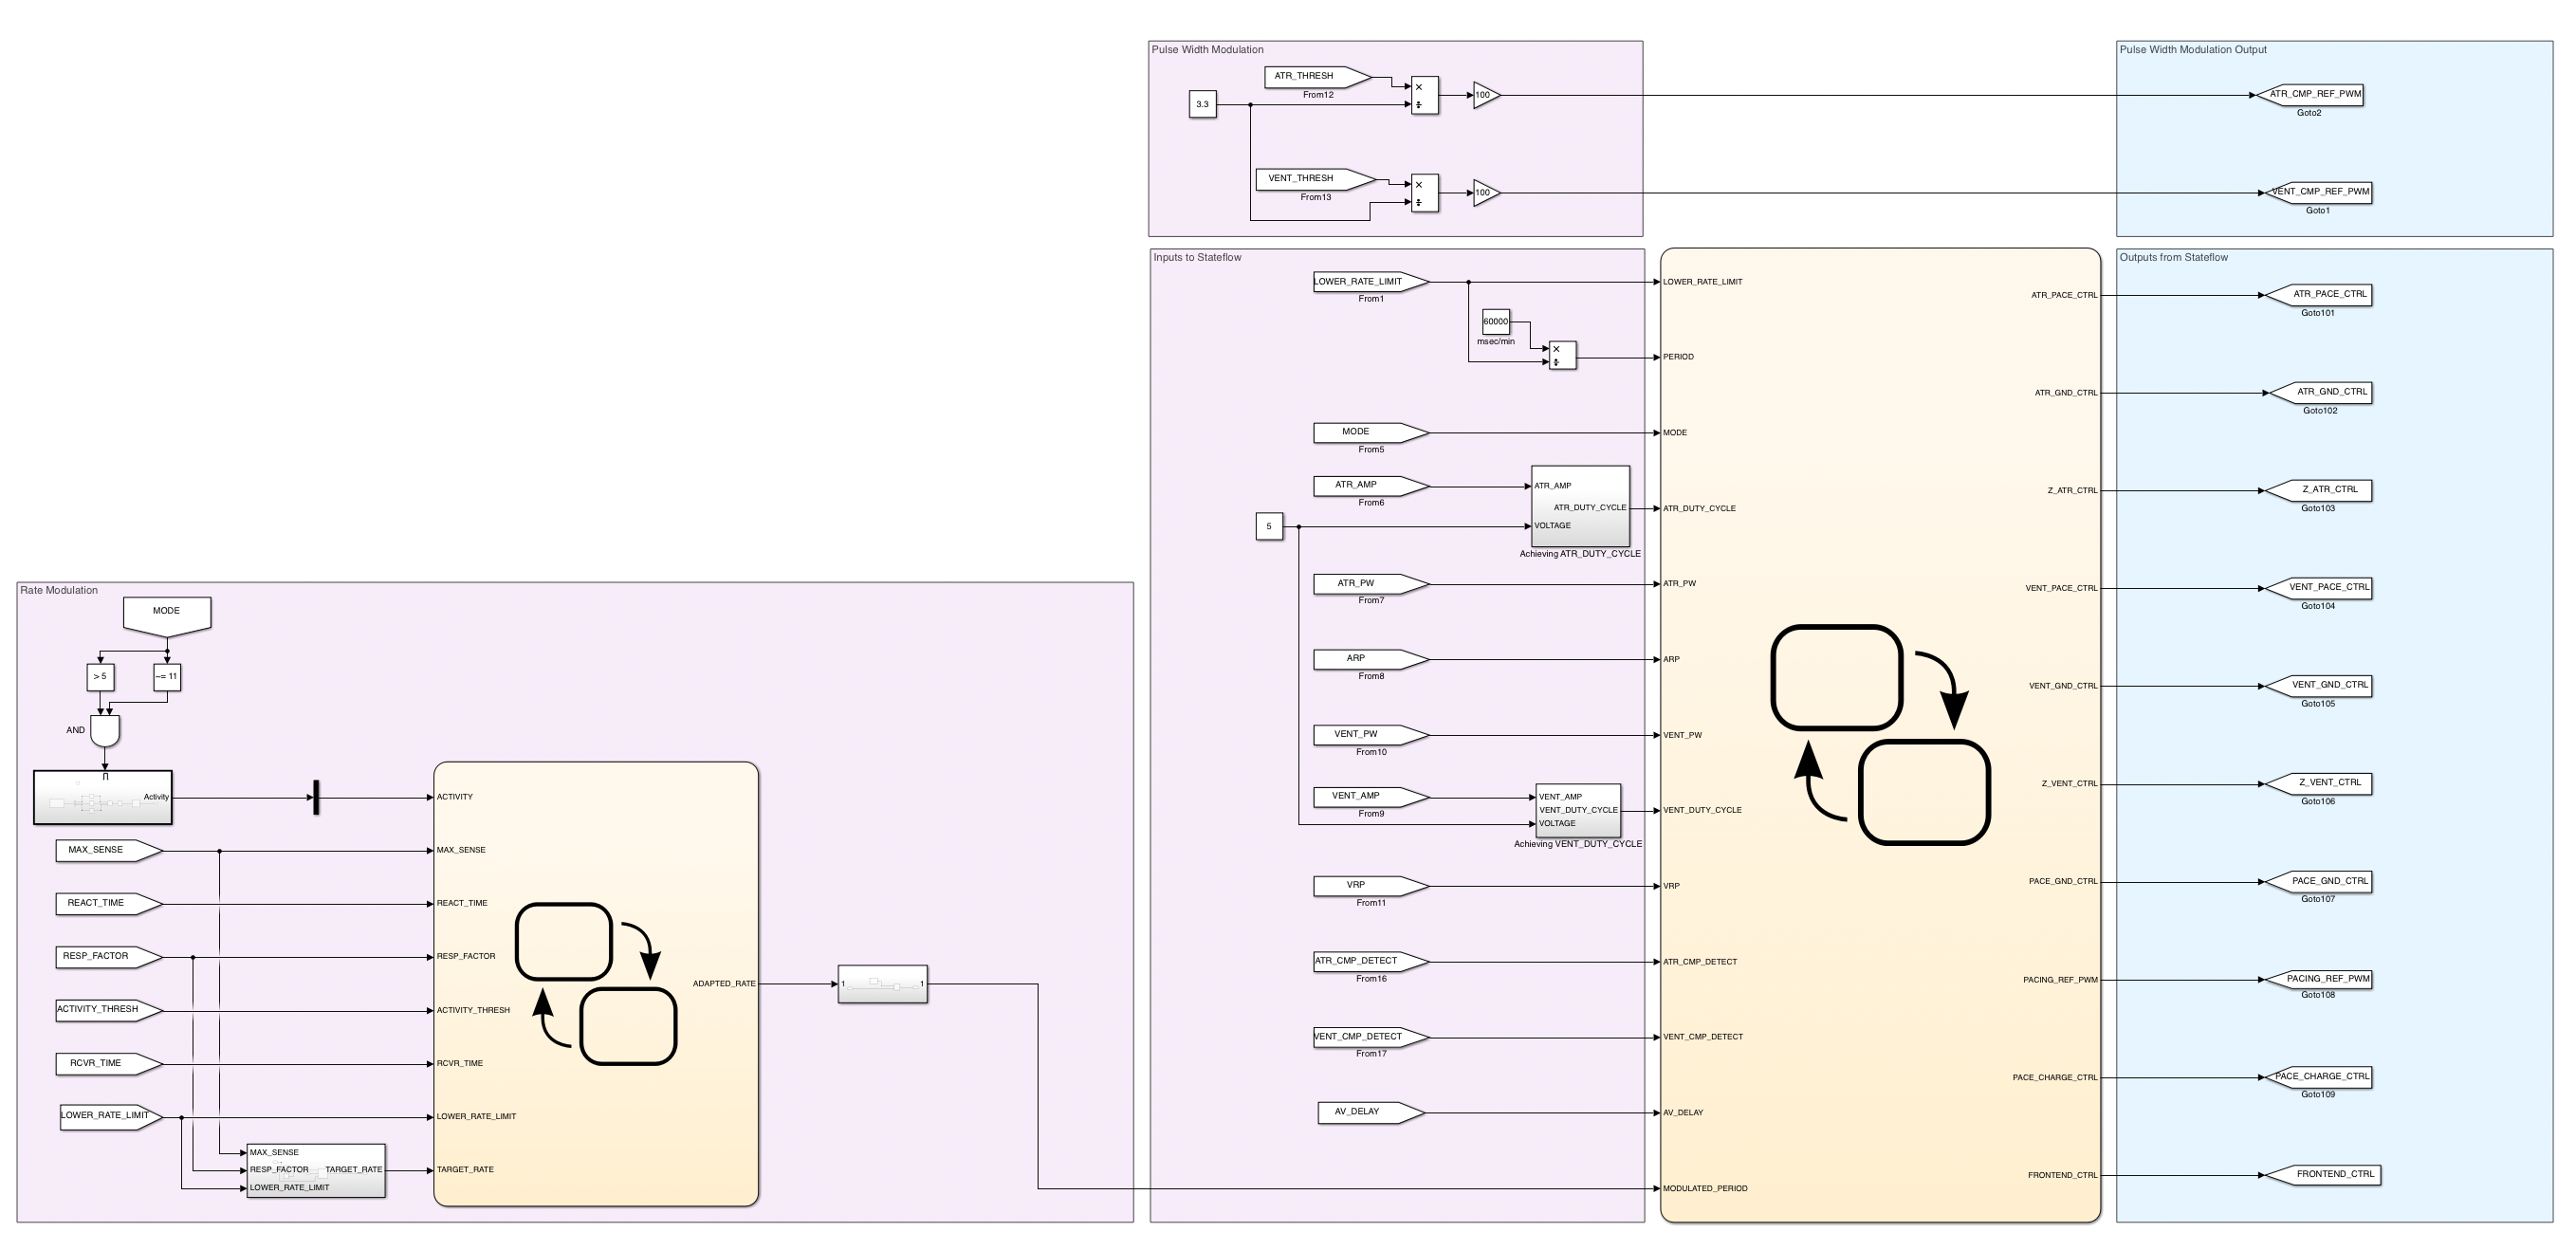 Pulse Width Modulation
ATR_THRESH
From12
3.3
×
÷
100
VENT_THRESH
From13
×
÷
100
Pulse Width Modulation Output
ATR_CMP_REF_PWM
Goto2
VENT_CMP_REF_PWM
Goto1
Rate Modulation
MODE
> 5
~= 11
AND
Activity
MAX_SENSE
REACT_TIME
RESP_FACTOR
ACTIVITY_THRESH
RCVR_TIME
LOWER_RATE_LIMIT
MAX_SENSE
RESP_FACTOR
TARGET_RATE
LOWER_RATE_LIMIT
ACTIVITY
MAX_SENSE
REACT_TIME
RESP_FACTOR
ACTIVITY_THRESH
RCVR_TIME
LOWER_RATE_LIMIT
TARGET_RATE
ADAPTED_RATE
1
1
Inputs to Stateflow
LOWER_RATE_LIMIT
From1
60000
msec/min
×
÷
MODE
From5
ATR_AMP
From6
5
ATR_AMP
ATR_DUTY_CYCLE
VOLTAGE
Achieving ATR_DUTY_CYCLE
ATR_PW
From7
ARP
From8
VENT_PW
From10
VENT_AMP
From9
VENT_AMP
VENT_DUTY_CYCLE
VOLTAGE
Achieving VENT_DUTY_CYCLE
VRP
From11
ATR_CMP_DETECT
From16
VENT_CMP_DETECT
From17
AV_DELAY
LOWER_RATE_LIMIT
PERIOD
MODE
ATR_DUTY_CYCLE
ATR_PW
ARP
VENT_PW
VENT_DUTY_CYCLE
VRP
ATR_CMP_DETECT
VENT_CMP_DETECT
AV_DELAY
MODULATED_PERIOD
ATR_PACE_CTRL
ATR_GND_CTRL
Z_ATR_CTRL
VENT_PACE_CTRL
VENT_GND_CTRL
Z_VENT_CTRL
PACE_GND_CTRL
PACING_REF_PWM
PACE_CHARGE_CTRL
FRONTEND_CTRL
Outputs from Stateflow
ATR_PACE_CTRL
Goto101
ATR_GND_CTRL
Goto102
Z_ATR_CTRL
Goto103
VENT_PACE_CTRL
Goto104
VENT_GND_CTRL
Goto105
Z_VENT_CTRL
Goto106
PACE_GND_CTRL
Goto107
PACING_REF_PWM
Goto108
PACE_CHARGE_CTRL
Goto109
FRONTEND_CTRL